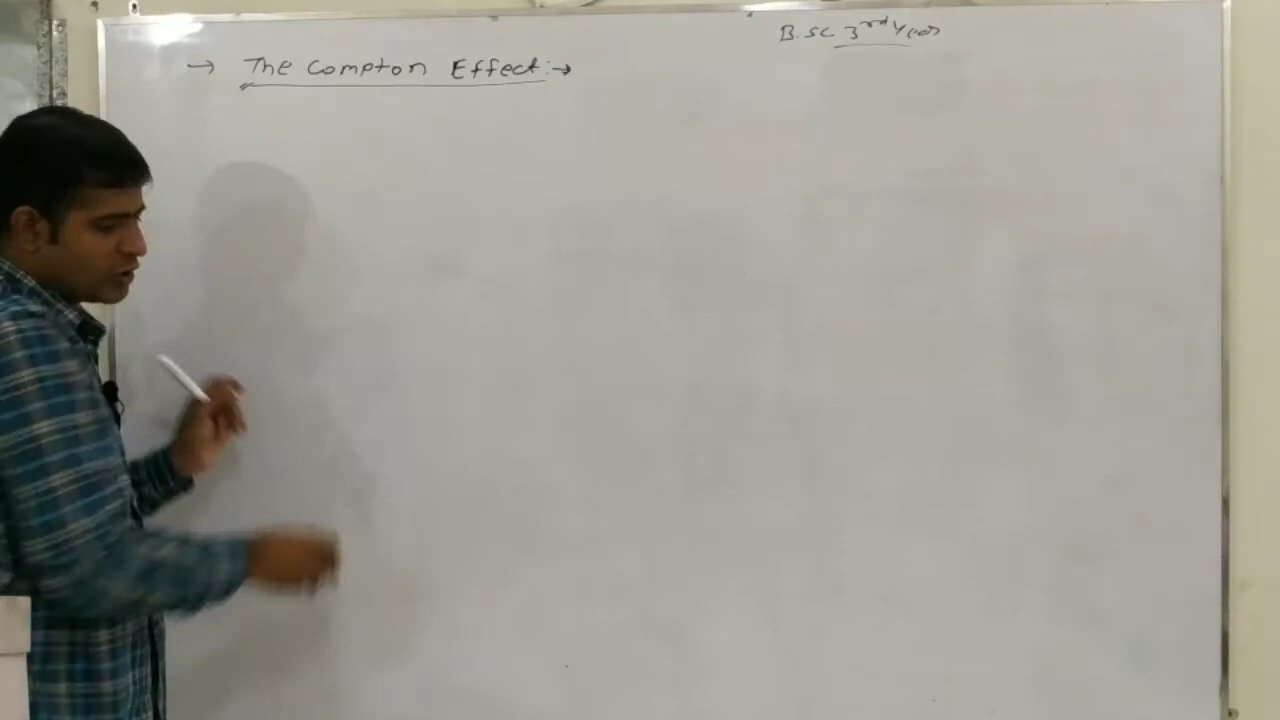 B.Sc. 3rd Year
→ The Compton Effect:→